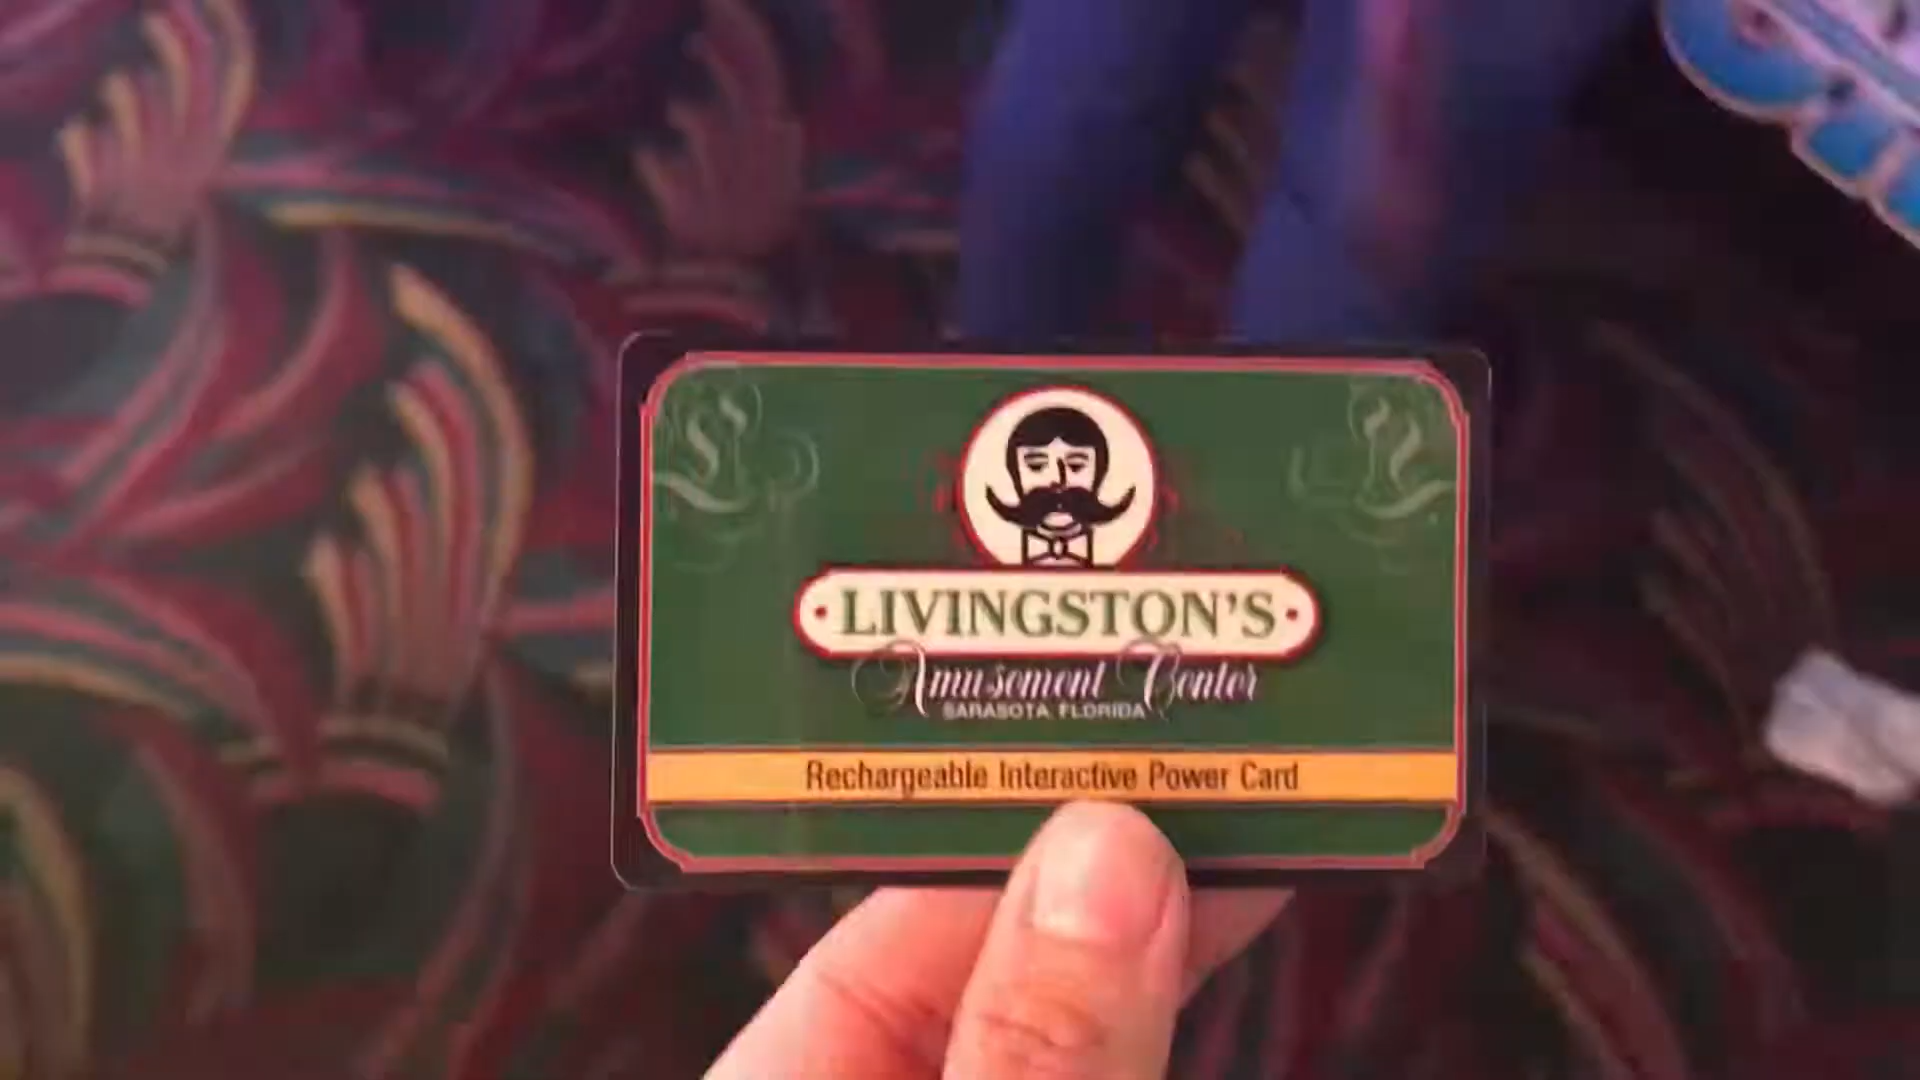 LIVINGSTON'S
Amusement Center
SARASOTA, FLORIDA
Rechargeable Interactive Power Card